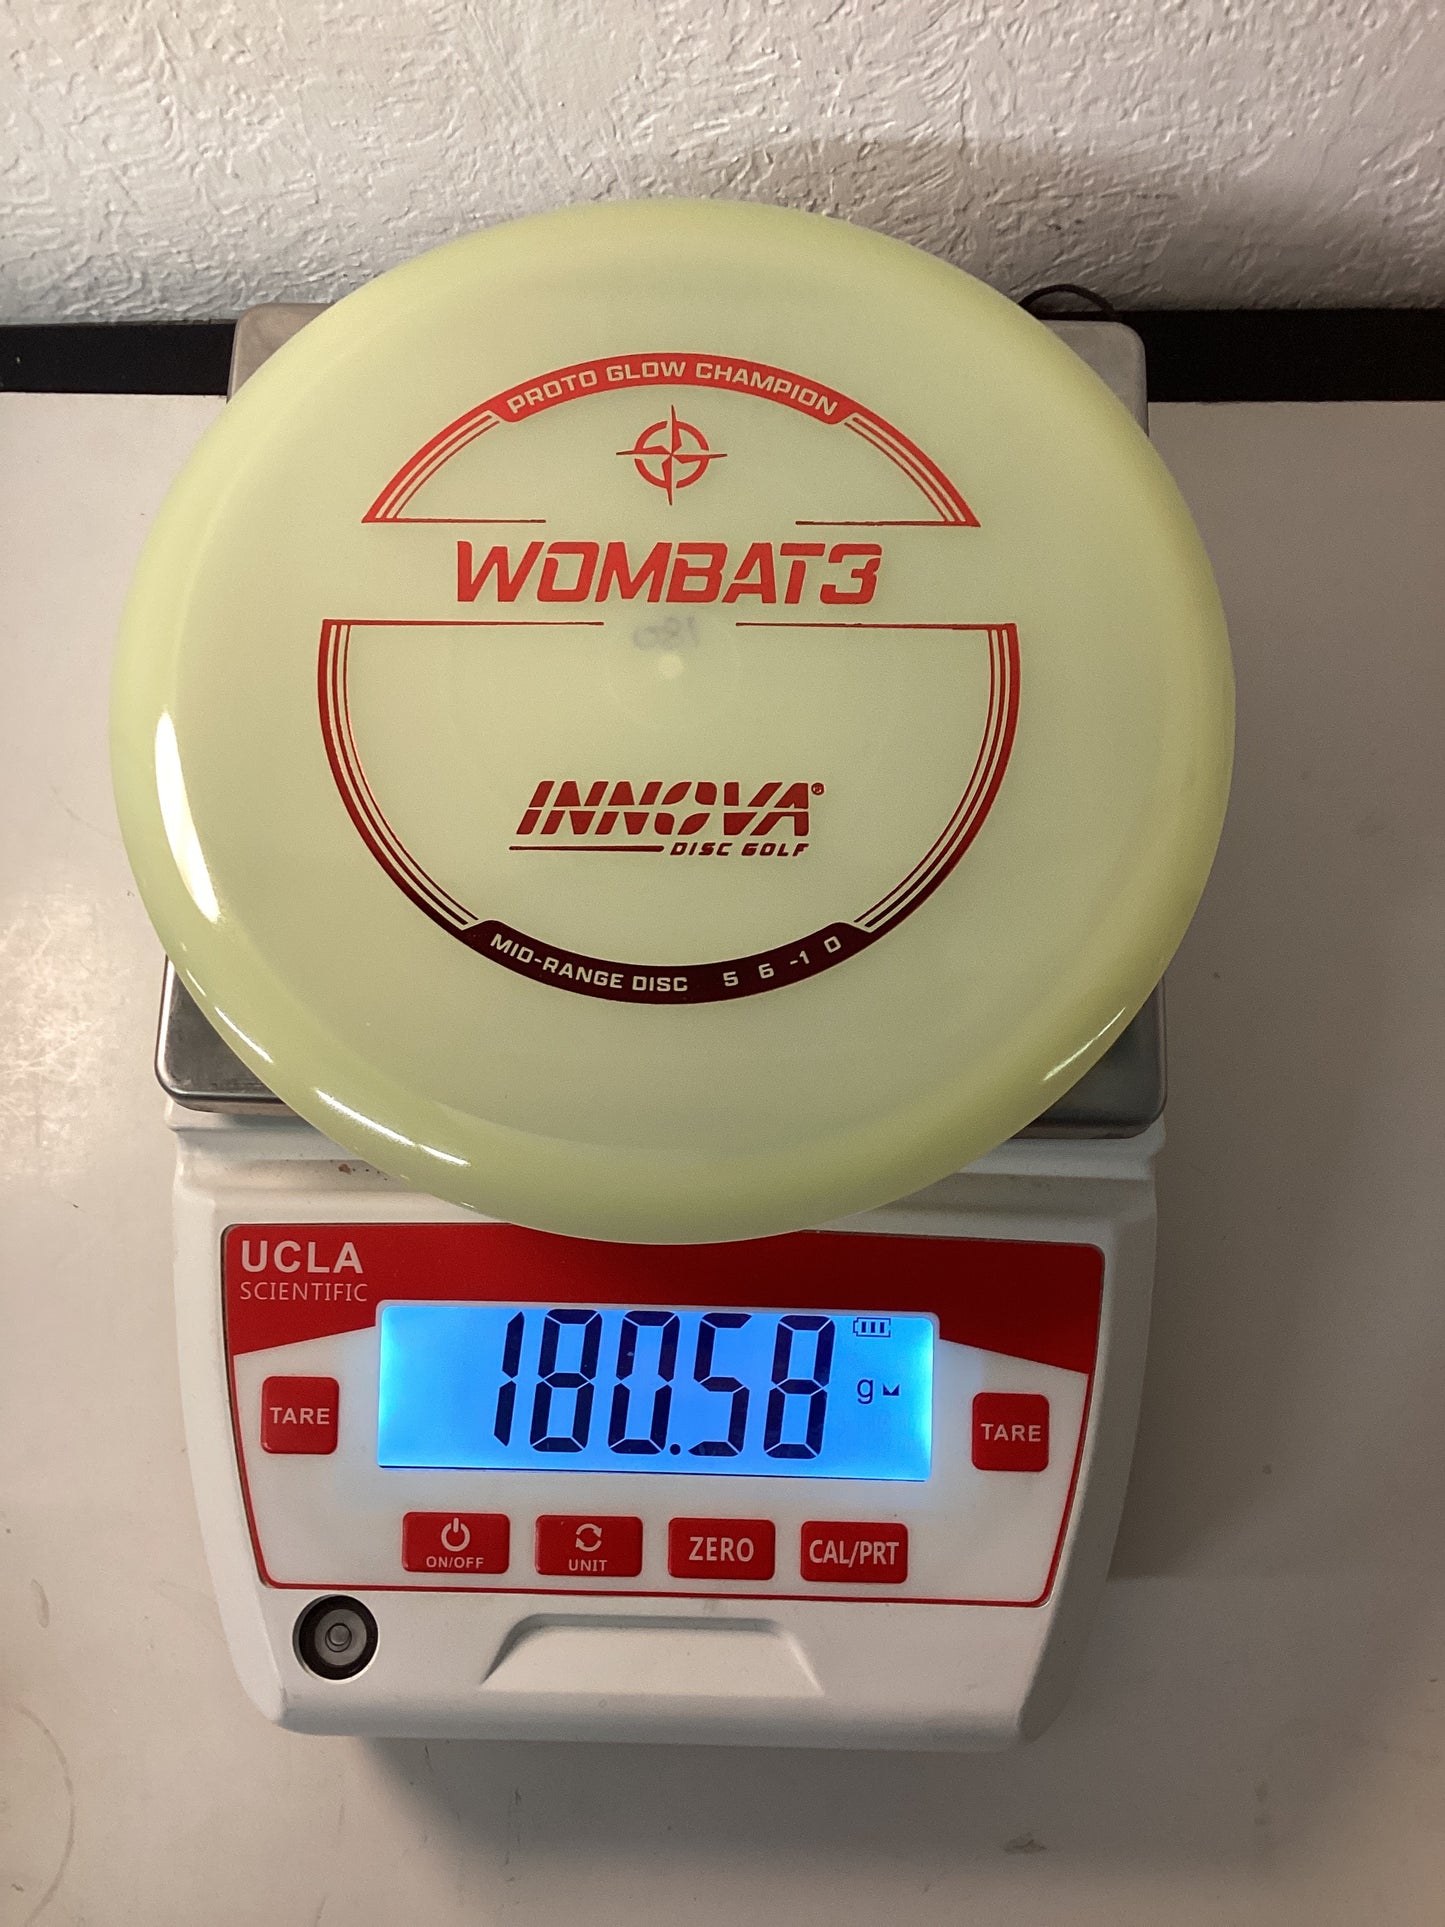 PROTO GLOW CHAMPION
WOMBAT3
180
INNOVA®
DISC GOLF
MID-RANGE DISC 5 6 -1 0
UCLA
SCIENTIFIC
180.58 g
TARE
TARE
ON/OFF
UNIT
ZERO
CAL/PRT